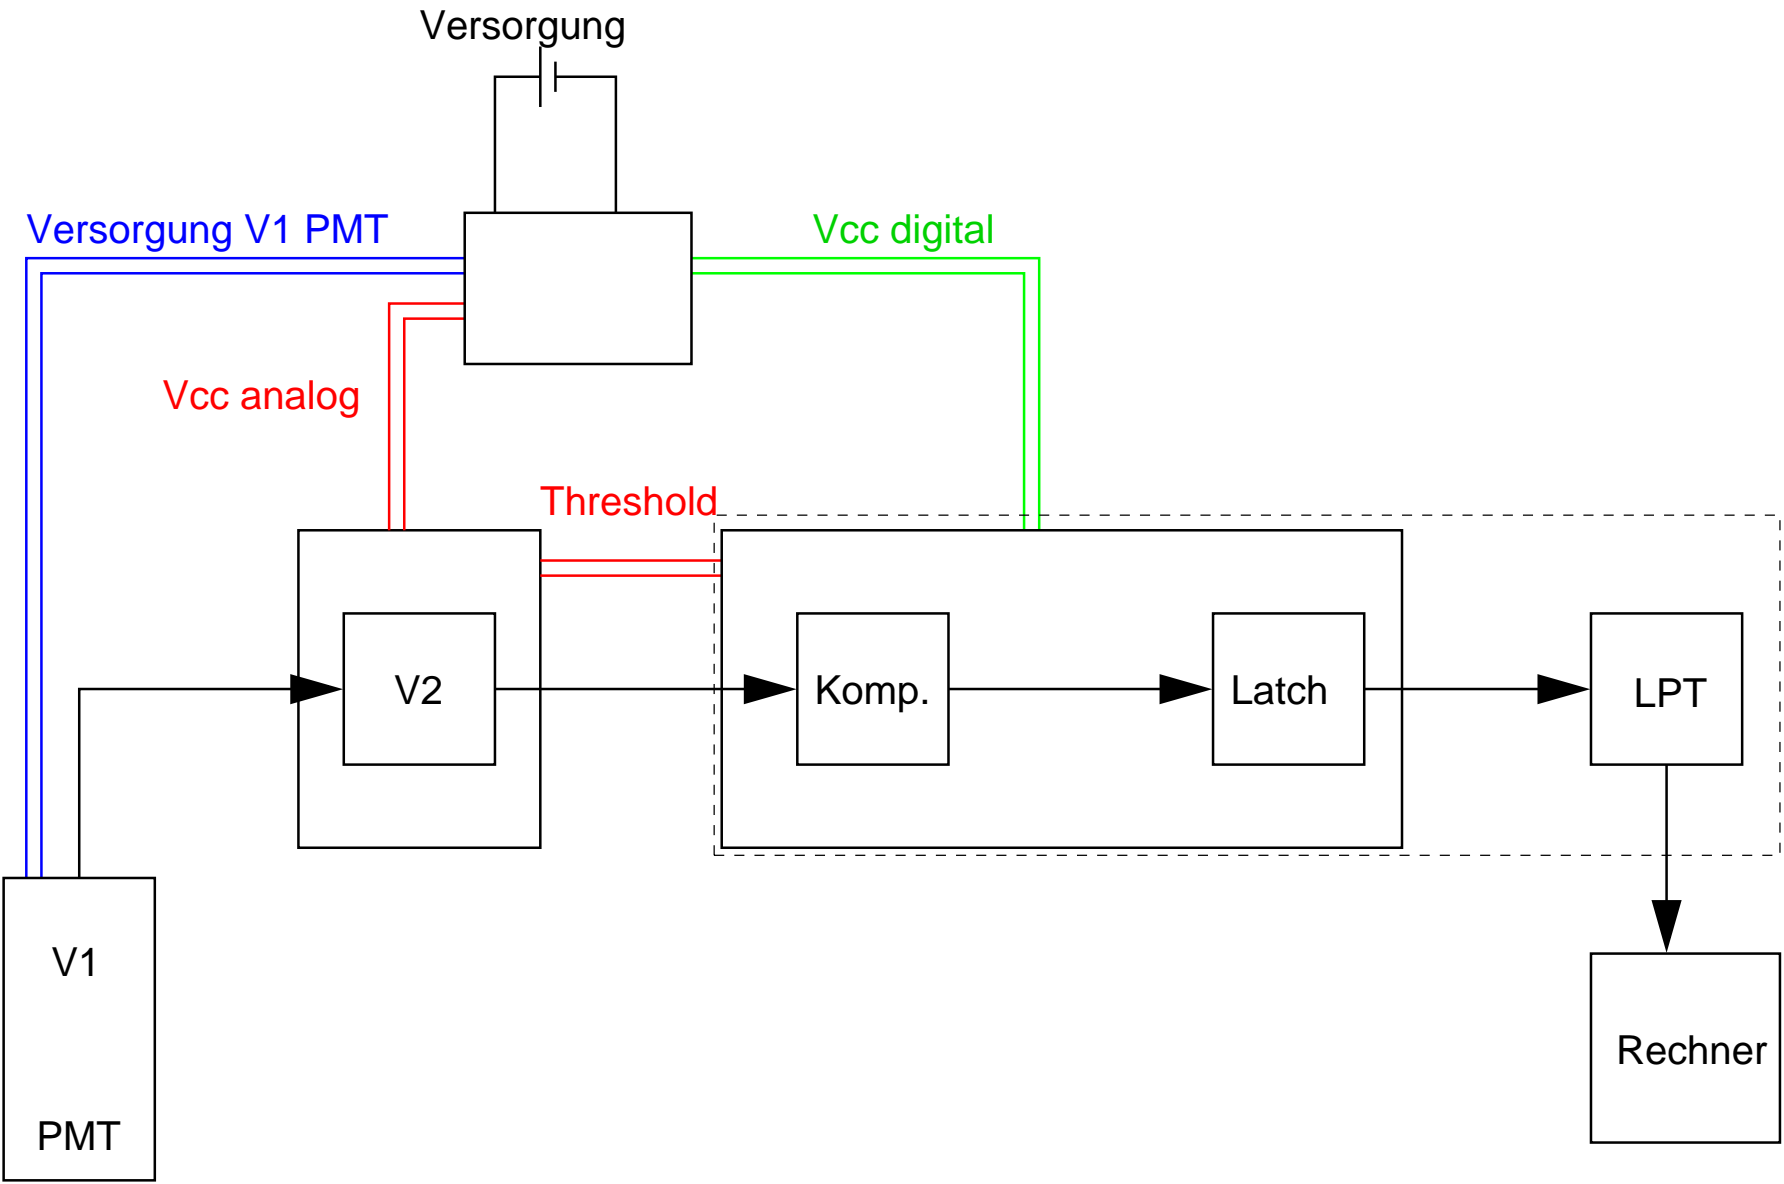 Versorgung
Versorgung V1 PMT
Vcc digital
Vcc analog
Threshold
V2
Komp.
Latch
LPT
V1
Rechner
PMT